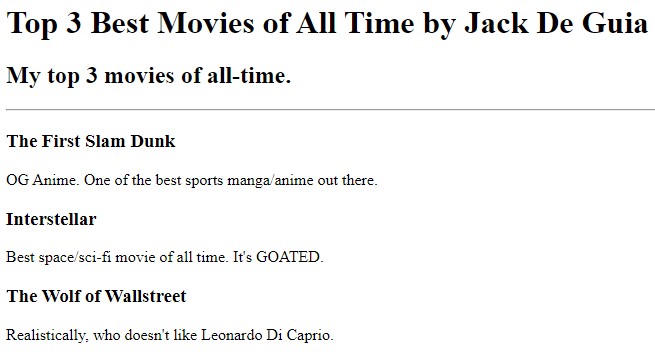 Top 3 Best Movies of All Time by Jack De Guia
My top 3 movies of all-time.
The First Slam Dunk
OG Anime. One of the best sports manga/anime out there.
Interstellar
Best space/sci-fi movie of all time. It's GOATED.
The Wolf of Wallstreet
Realistically, who doesn't like Leonardo Di Caprio.